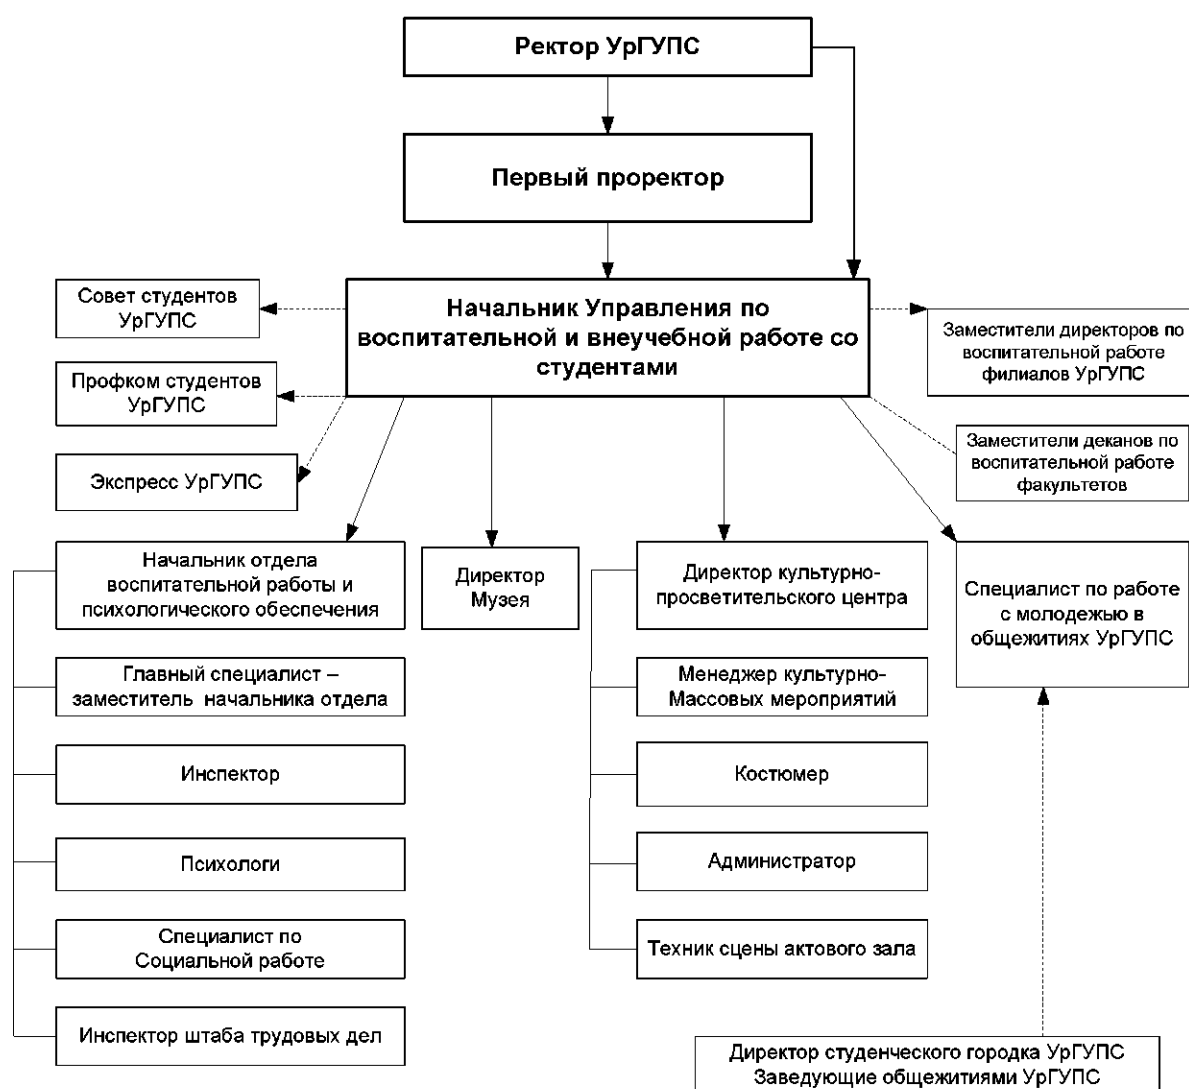 Ректор УрГУПС
Первый проректор
Начальник Управления по
воспитательной и внеучебной работе со
студентами
Совет студентов
УрГУПС
Профком студентов
УрГУПС
Экспресс УрГУПС
Заместители директоров по
воспитательной работе
филиалов УрГУПС
Заместители деканов по
воспитательной работе
факультетов
Начальник отдела
воспитательной работы и
психологического обеспечения
Главный специалист –
заместитель начальника отдела
Инспектор
Психологи
Специалист по
Социальной работе
Инспектор штаба трудовых дел
Директор
Музея
Директор культурно-
просветительского центра
Менеджер культурно-
Массовых мероприятий
Костюмер
Администратор
Техник сцены актового зала
Специалист по работе
с молодежью в
общежитиях УрГУПС
Директор студенческого городка УрГУПС
Заведующие общежитиями УрГУПС